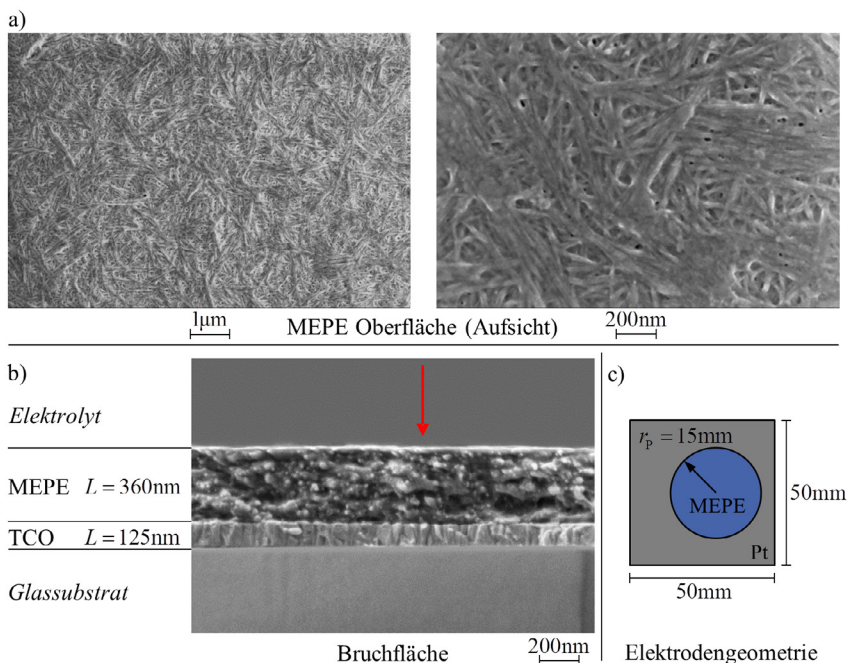 a)
1μm
MEPE Oberfläche (Aufsicht)
200nm
b)
Elektrolyt
MEPE L = 360nm
TCO L = 125nm
Glassubstrat
Bruchfläche
200nm
c)
r_P = 15mm
MEPE
Pt
50mm
50mm
Elektrodengeometrie